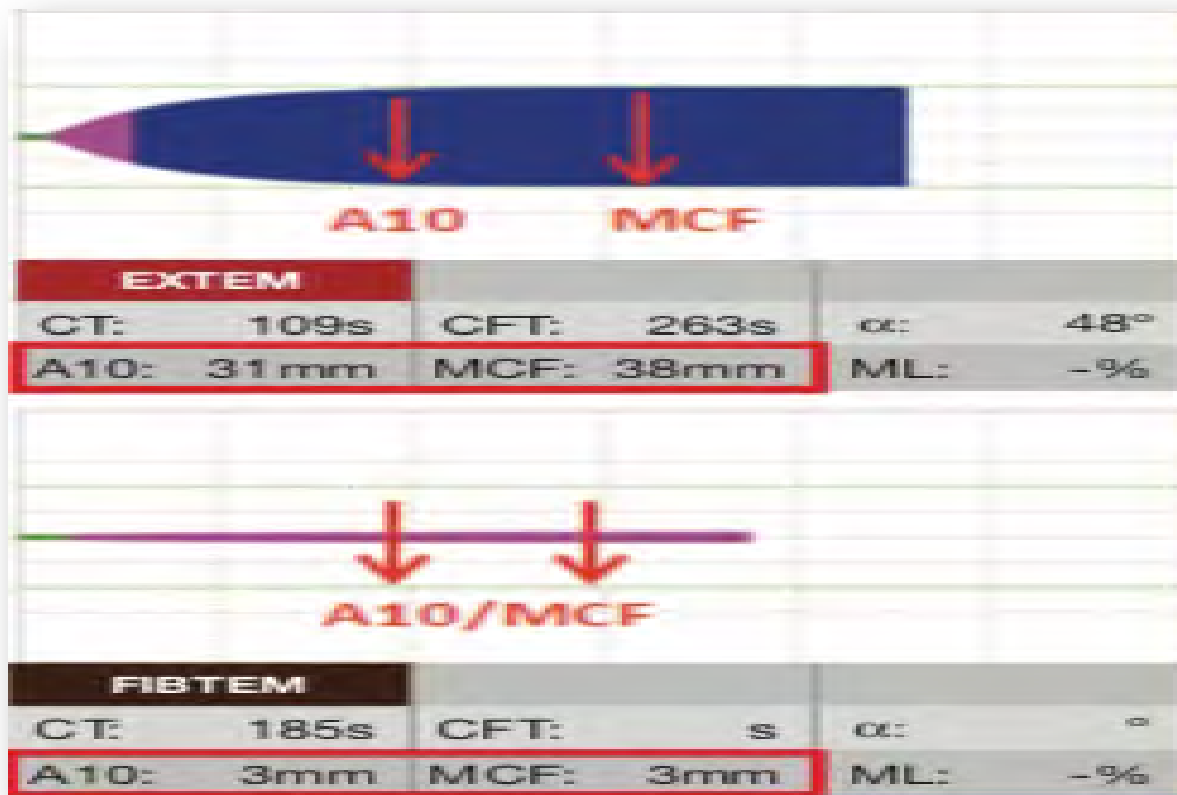 A10 MCF
EXTEM
CT: 109s CFT: 263s α: 48°
A10: 31mm MCF: 38mm ML: -%
A10/MCF
FIBTEM
CT: 185s CFT: s α: °
A10: 3mm MCF: 3mm ML: -%